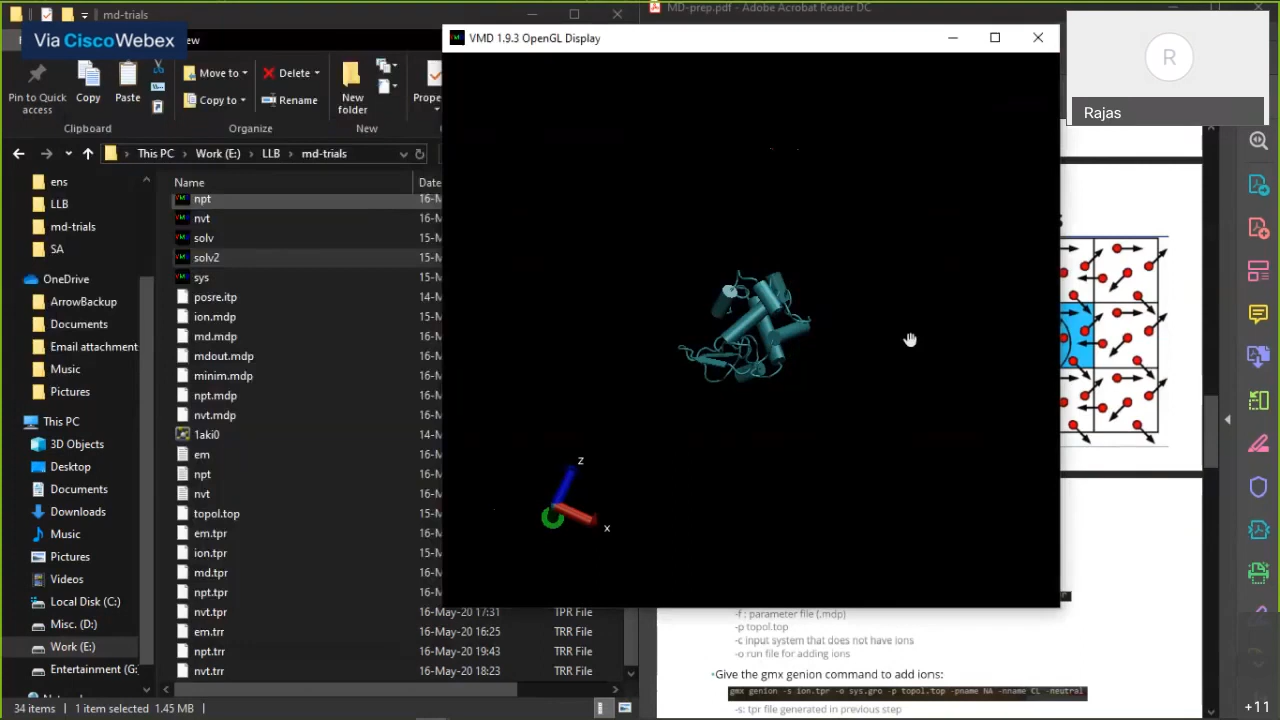 md-trials
MD-prep.pdf - Adobe Acrobat Reader DC
Via CiscoWebex
VMD 1.9.3 OpenGL Display
R
Rajas
Pin to Quick access
Copy
Paste
Move to
Copy to
Delete
Rename
New folder
Clipboard
Organize
New
This PC > Work (E:) > LLB > md-trials
ens
LLB
md-trials
SA
OneDrive
ArrowBackup
Documents
Email attachment
Music
Pictures
This PC
3D Objects
Desktop
Documents
Downloads
Music
Pictures
Videos
Local Disk (C:)
Misc. (D:)
Work (E:)
Entertainment (G:
Name
npt
nvt
solv
solv2
sys
posre.itp
ion.mdp
md.mdp
mdout.mdp
minim.mdp
npt.mdp
nvt.mdp
1aki0
em
npt
nvt
topol.top
em.tpr
ion.tpr
md.tpr
npt.tpr
nvt.tpr 16-May-20 17:31 TPR File
em.trr 16-May-20 16:25 TRR File
npt.trr 16-May-20 19:43 TRR File
nvt.trr 16-May-20 18:23 TRR File
34 items
1 item selected 1.45 MB
z
x
-f : parameter file (.mdp)
-p topol.top
-c input system that does not have ions
-o run file for adding ions
•Give the gmx genion command to add ions:
gmx genion -s ion.tpr -o sys.gro -p topol.top -pname NA -nname CL -neutral
-s: tpr file generated in previous step
+11